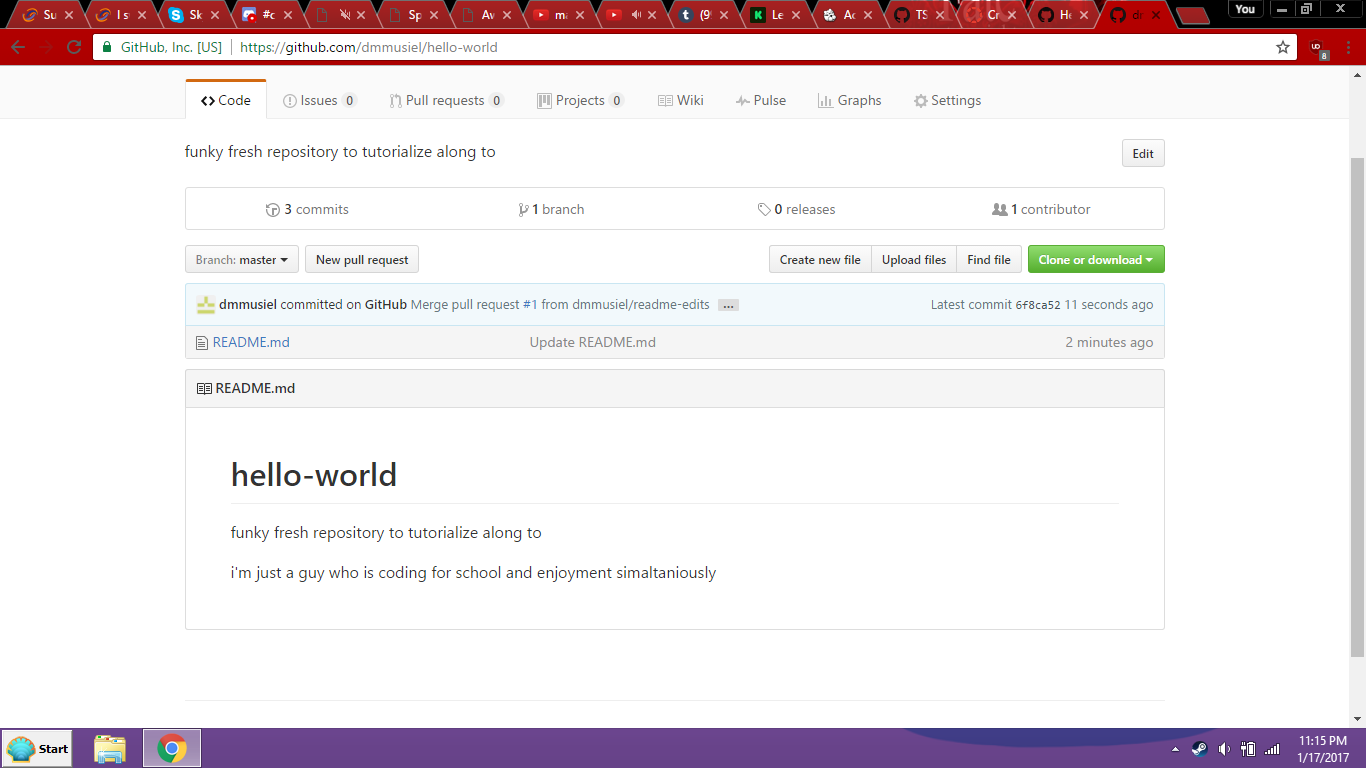 Su
I s
Sk
#c
Sp
Av
ma
(9
Le
Ac
TS
Cr
He
dr
You
GitHub, Inc. [US] https://github.com/dmmusiel/hello-world
8
Code Issues 0 Pull requests 0 Projects 0 Wiki Pulse Graphs Settings
funky fresh repository to tutorialize along to Edit
3 commits 1 branch 0 releases 1 contributor
Branch: master New pull request Create new file Upload files Find file Clone or download
dmmusiel committed on GitHub Merge pull request #1 from dmmusiel/readme-edits … Latest commit 6f8ca52 11 seconds ago
README.md Update README.md 2 minutes ago
README.md
hello-world
funky fresh repository to tutorialize along to
i'm just a guy who is coding for school and enjoyment simaltaniously
Start
11:15 PM
1/17/2017